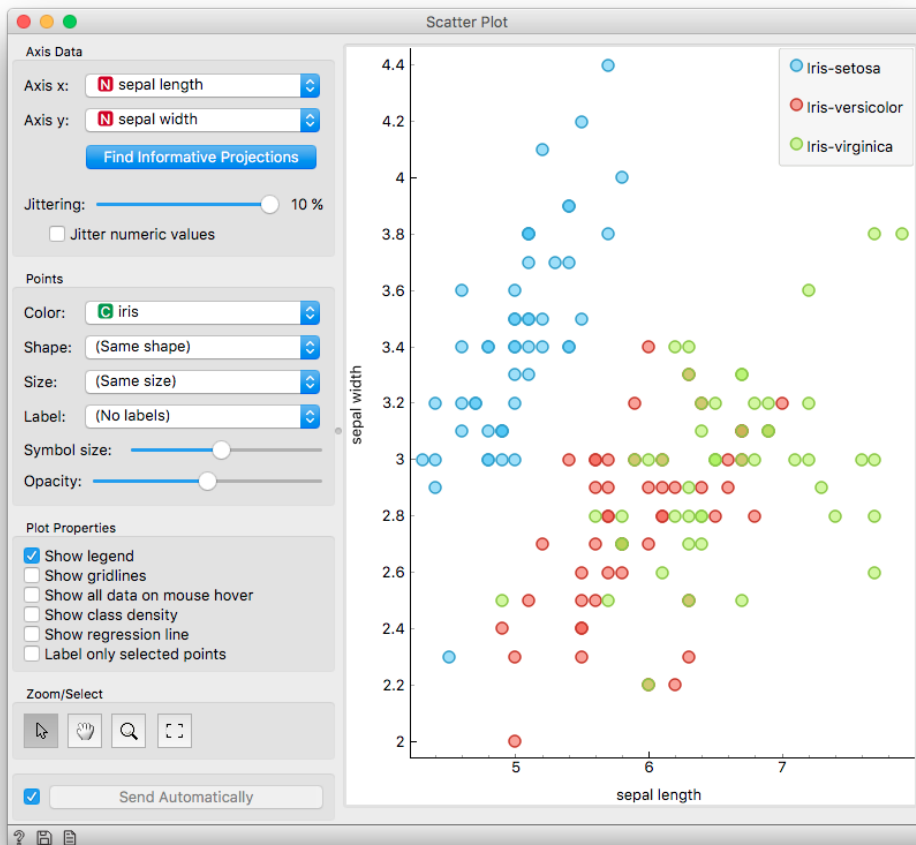 Scatter Plot
Axis Data
Axis x: N sepal length
Axis y: N sepal width
Find Informative Projections
Jittering: 10 %
Jitter numeric values
Points
Color: C iris
Shape: (Same shape)
Size: (Same size)
Label: (No labels)
Symbol size:
Opacity:
Plot Properties
Show legend
Show gridlines
Show all data on mouse hover
Show class density
Show regression line
Label only selected points
Zoom/Select
Send Automatically
?
sepal width
4.4
4.2
4
3.8
3.6
3.4
3.2
3
2.8
2.6
2.4
2.2
2
5 6 7
sepal length
Iris-setosa
Iris-versicolor
Iris-virginica